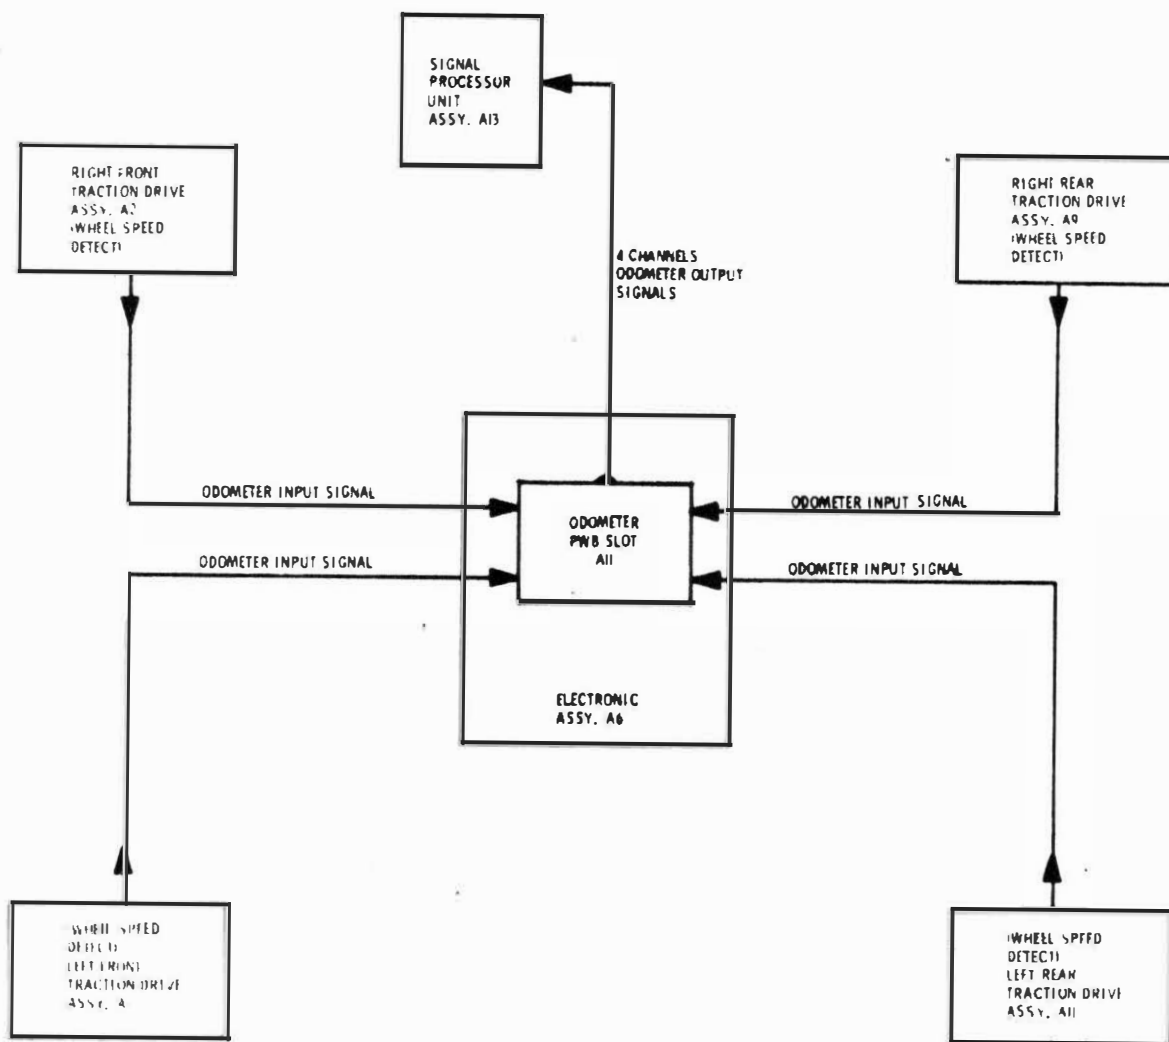 SIGNAL
PROCESSOR
UNIT
ASSY. A13
RIGHT FRONT
TRACTION DRIVE
ASSY. A2
(WHEEL SPEED
DETECT)
RIGHT REAR
TRACTION DRIVE
ASSY. A9
(WHEEL SPEED
DETECT)
4 CHANNELS
ODOMETER OUTPUT
SIGNALS
ODOMETER INPUT SIGNAL
ODOMETER INPUT SIGNAL
ODOMETER
PWB SLOT
A11
ODOMETER INPUT SIGNAL
ODOMETER INPUT SIGNAL
ELECTRONIC
ASSY. A6
(WHEEL SPEED
DETECT)
LEFT FRONT
TRACTION DRIVE
ASSY.
(WHEEL SPEED
DETECT)
LEFT REAR
TRACTION DRIVE
ASSY. A11